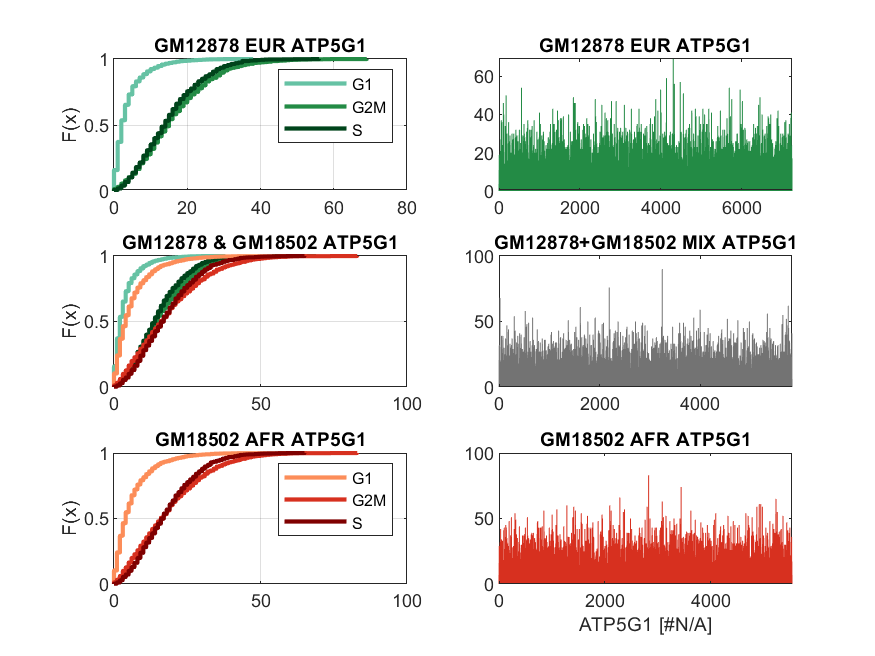 GM12878 EUR ATP5G1
1
0.5
0
F(x)
G1
G2M
S
0 20 40 60 80
GM12878 EUR ATP5G1
60
40
20
0
0 2000 4000 6000
GM12878 & GM18502 ATP5G1
1
0.5
0
F(x)
0 50 100
GM12878+GM18502 MIX ATP5G1
100
50
0
0 2000 4000
GM18502 AFR ATP5G1
1
0.5
0
F(x)
G1
G2M
S
0 50 100
GM18502 AFR ATP5G1
100
50
0
0 2000 4000
ATP5G1 [#N/A]